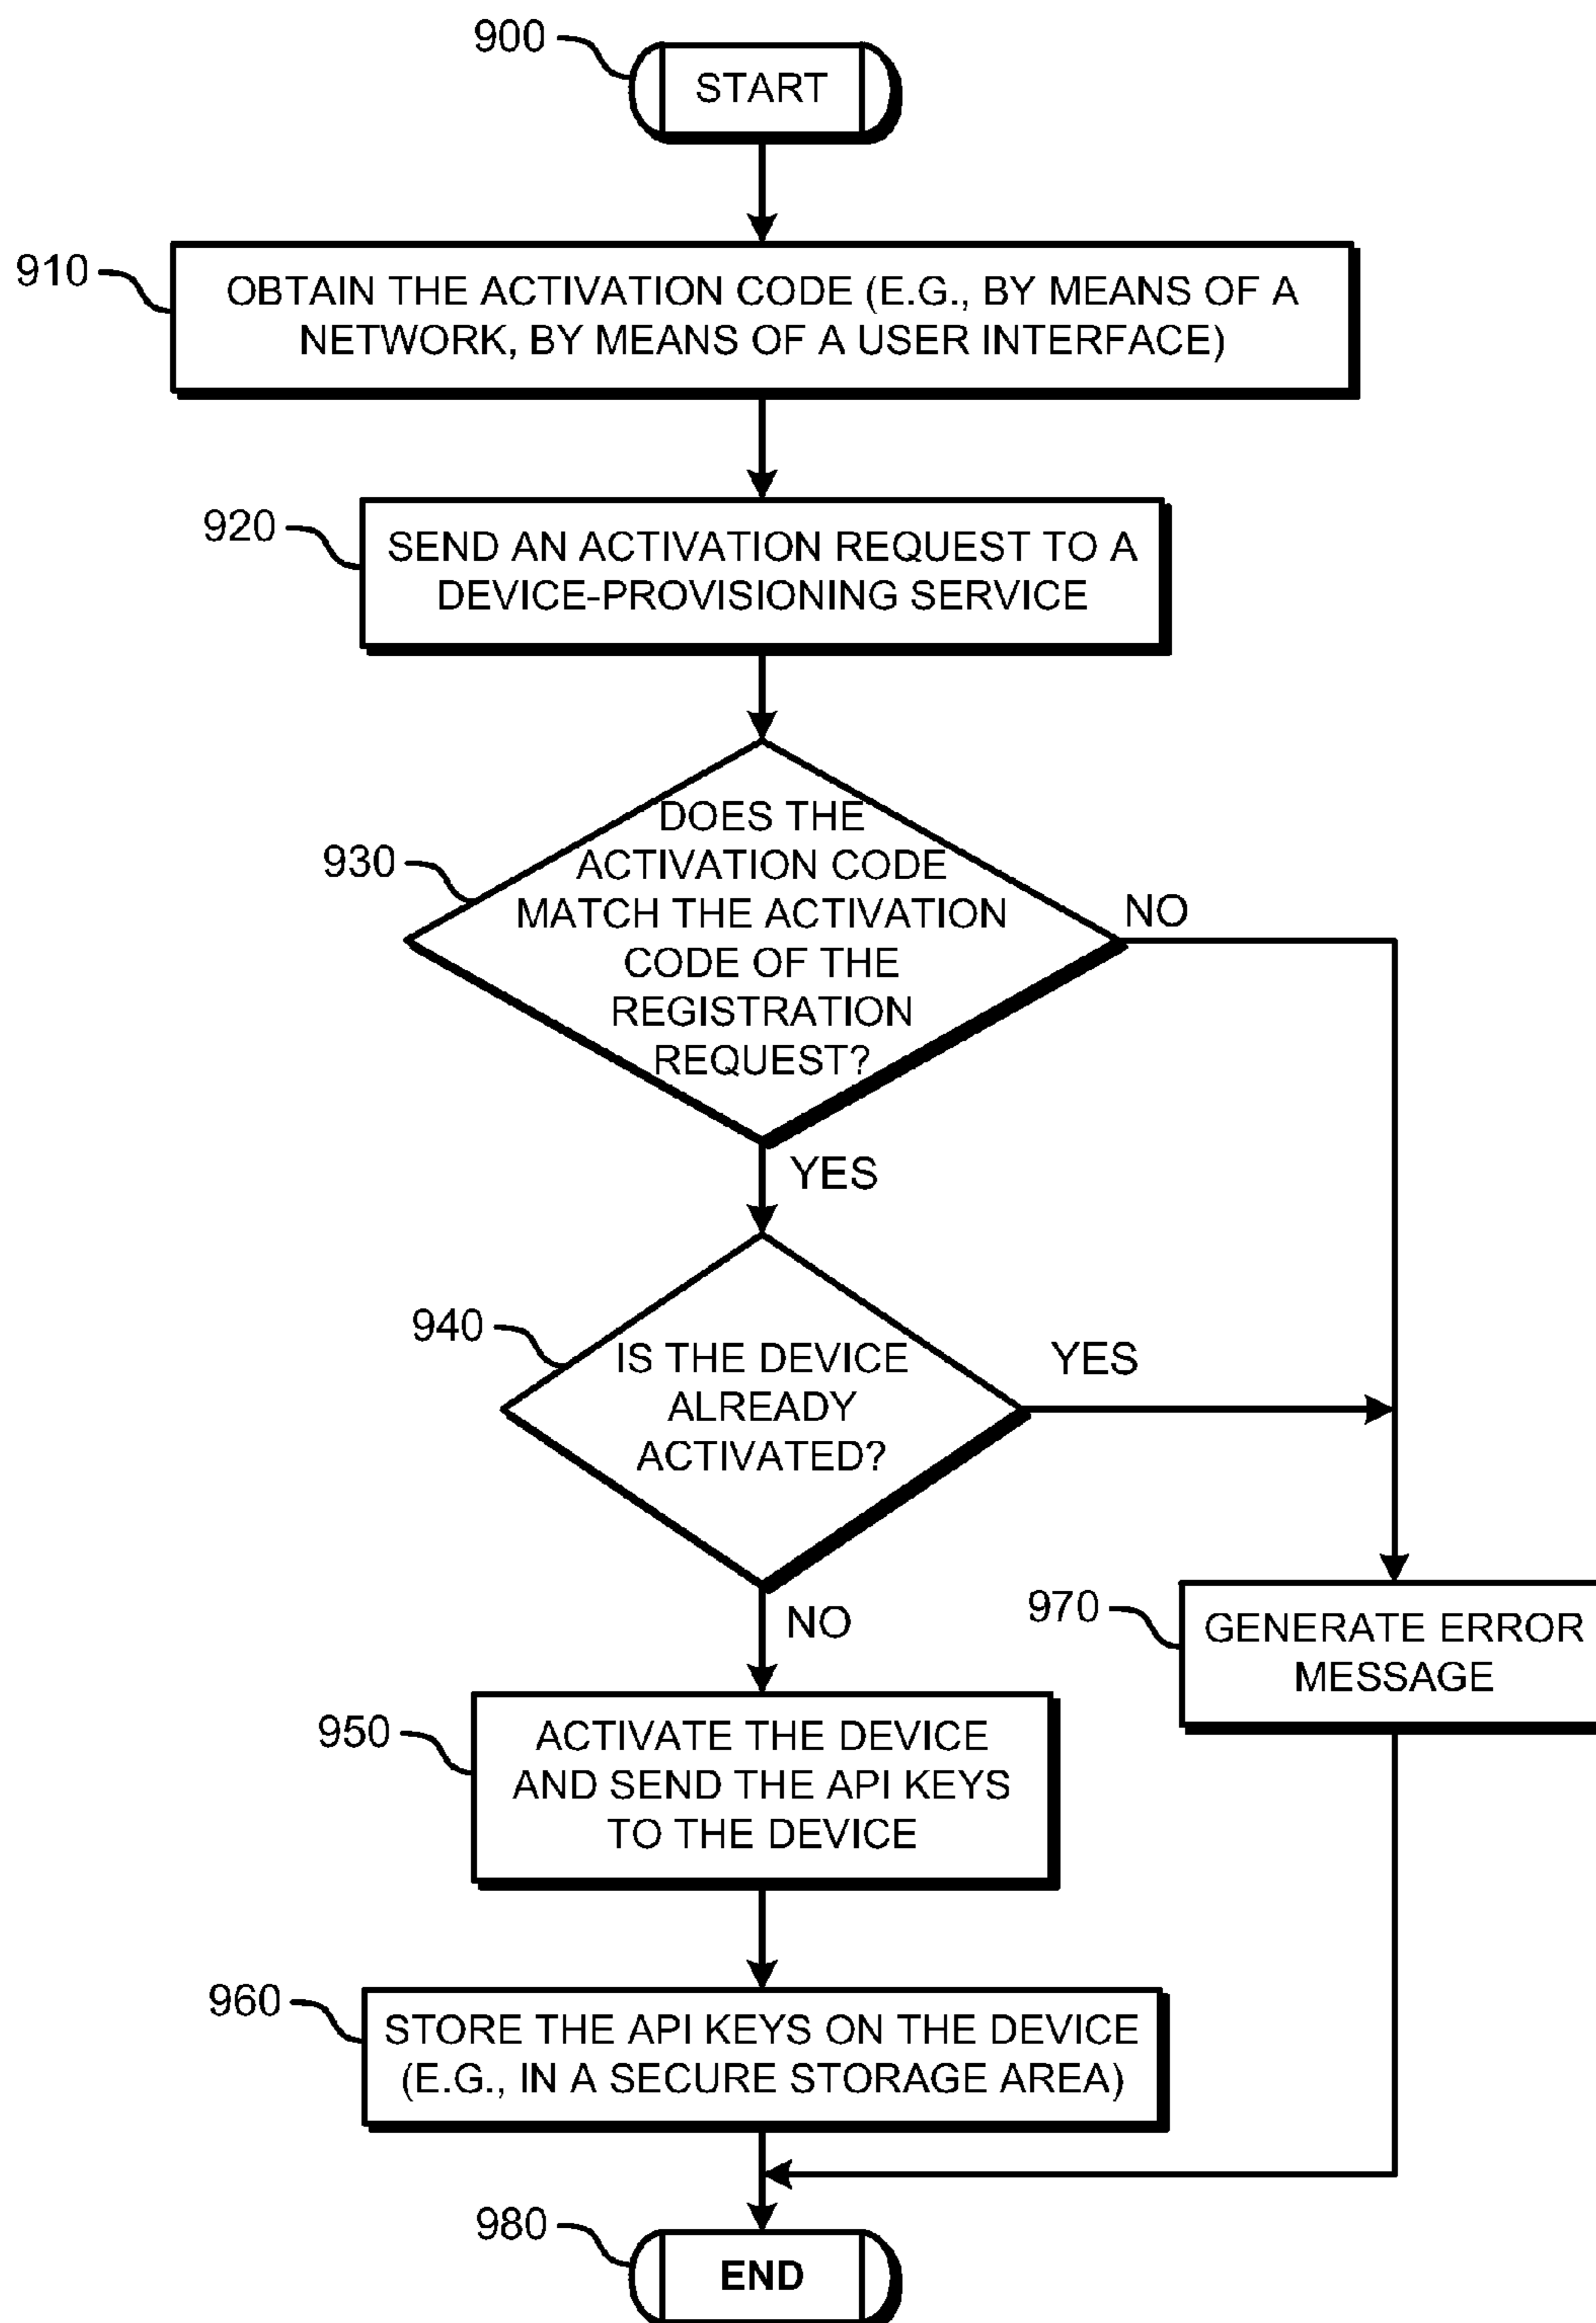 900
START
910
OBTAIN THE ACTIVATION CODE (E.G., BY MEANS OF A
NETWORK, BY MEANS OF A USER INTERFACE)
920
SEND AN ACTIVATION REQUEST TO A
DEVICE-PROVISIONING SERVICE
930
DOES THE
ACTIVATION CODE
MATCH THE ACTIVATION
CODE OF THE
REGISTRATION
REQUEST?
NO
YES
940
IS THE DEVICE
ALREADY
ACTIVATED?
YES
NO
970
GENERATE ERROR
MESSAGE
950
ACTIVATE THE DEVICE
AND SEND THE API KEYS
TO THE DEVICE
960
STORE THE API KEYS ON THE DEVICE
(E.G., IN A SECURE STORAGE AREA)
980
END